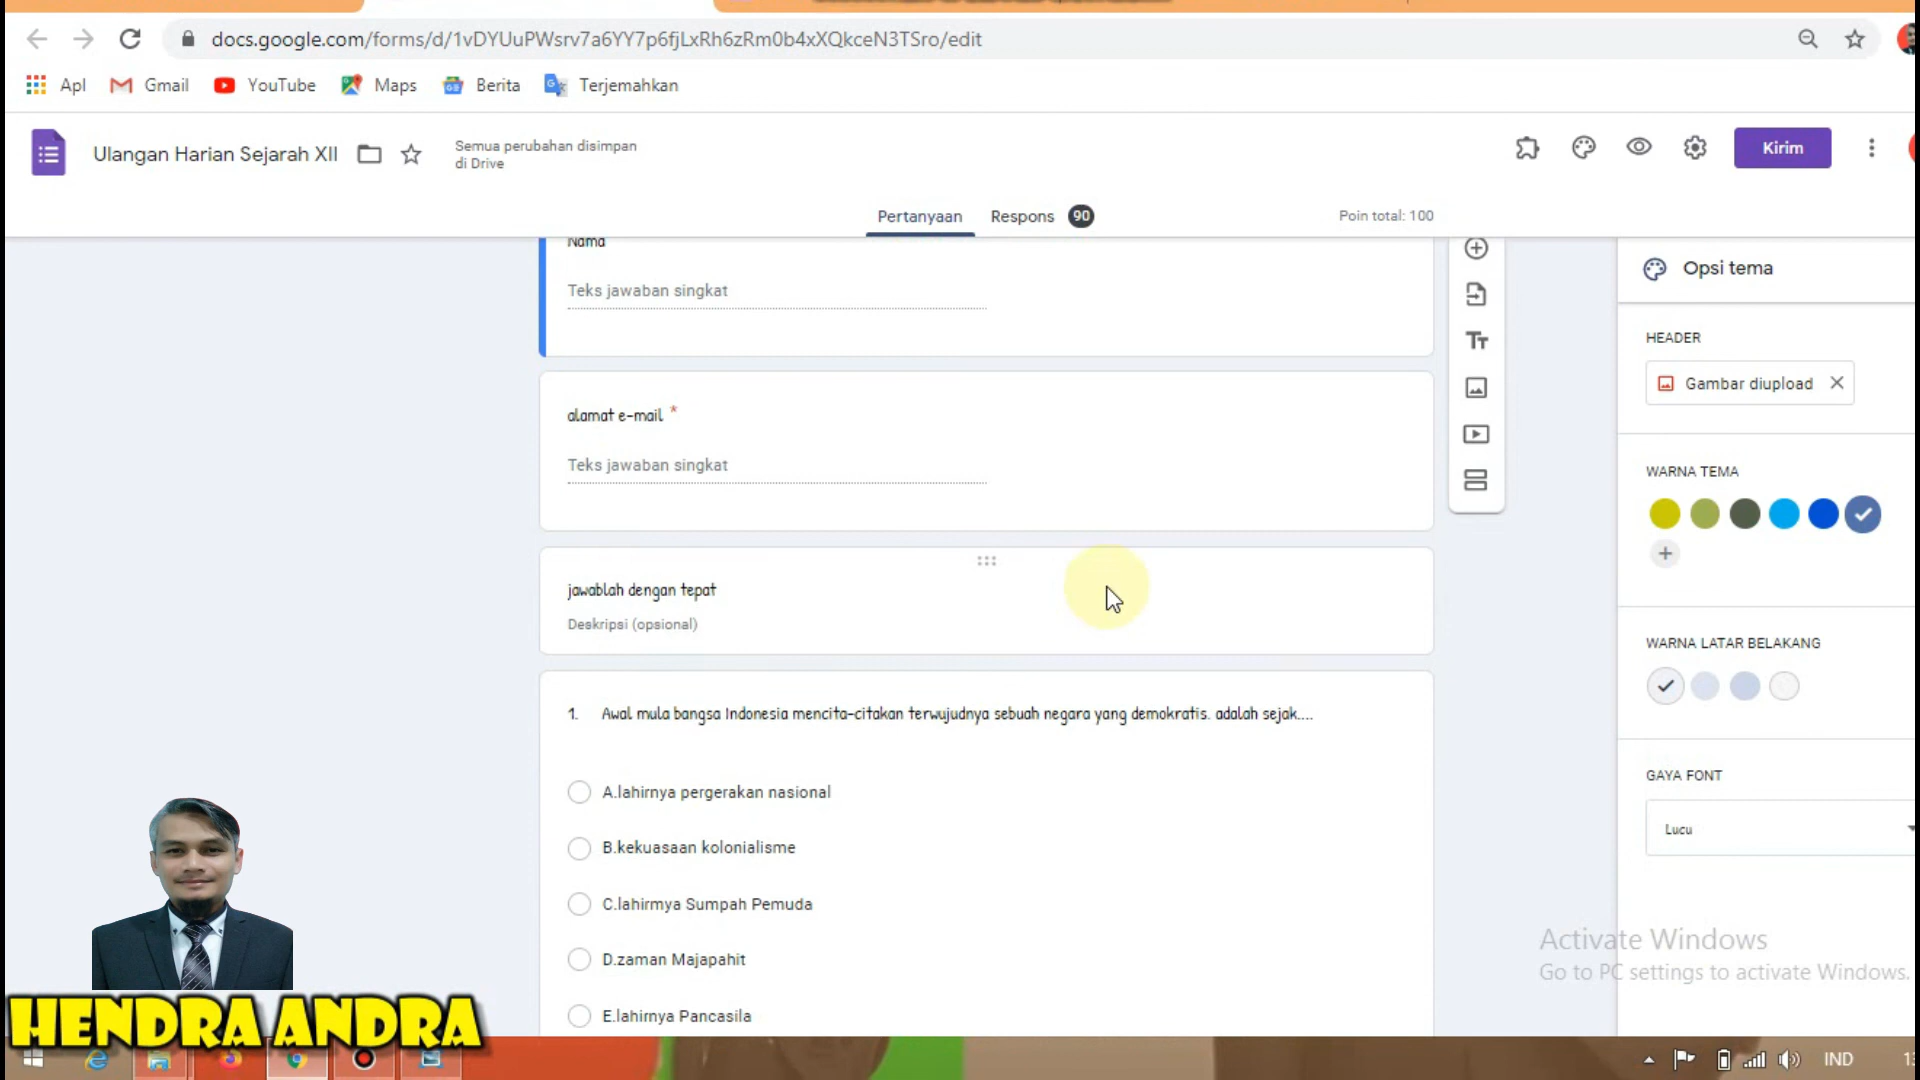 docs.google.com/forms/d/1vDYUuPWsrv7a6YY7p6fjLxRh6zRm0b4xXQkceN3TSro/edit
Apl Gmail YouTube Maps Berita Terjemahkan
Ulangan Harian Sejarah XII
Semua perubahan disimpan
di Drive
Kirim
Pertanyaan Respons 90 Poin total: 100
Nama
Teks jawaban singkat
alamat e-mail *
Teks jawaban singkat
jawablah dengan tepat
Deskripsi (opsional)
1. Awal mula bangsa Indonesia mencita-citakan terwujudnya sebuah negara yang demokratis. adalah sejak....
A.lahirnya pergerakan nasional
B.kekuasaan kolonialisme
C.lahirmya Sumpah Pemuda
D.zaman Majapahit
E.lahirnya Pancasila
Opsi tema
HEADER
Gambar diupload
WARNA TEMA
WARNA LATAR BELAKANG
GAYA FONT
Lucu
Activate Windows
Go to PC settings to activate Windows.
HENDRA ANDRA
IND